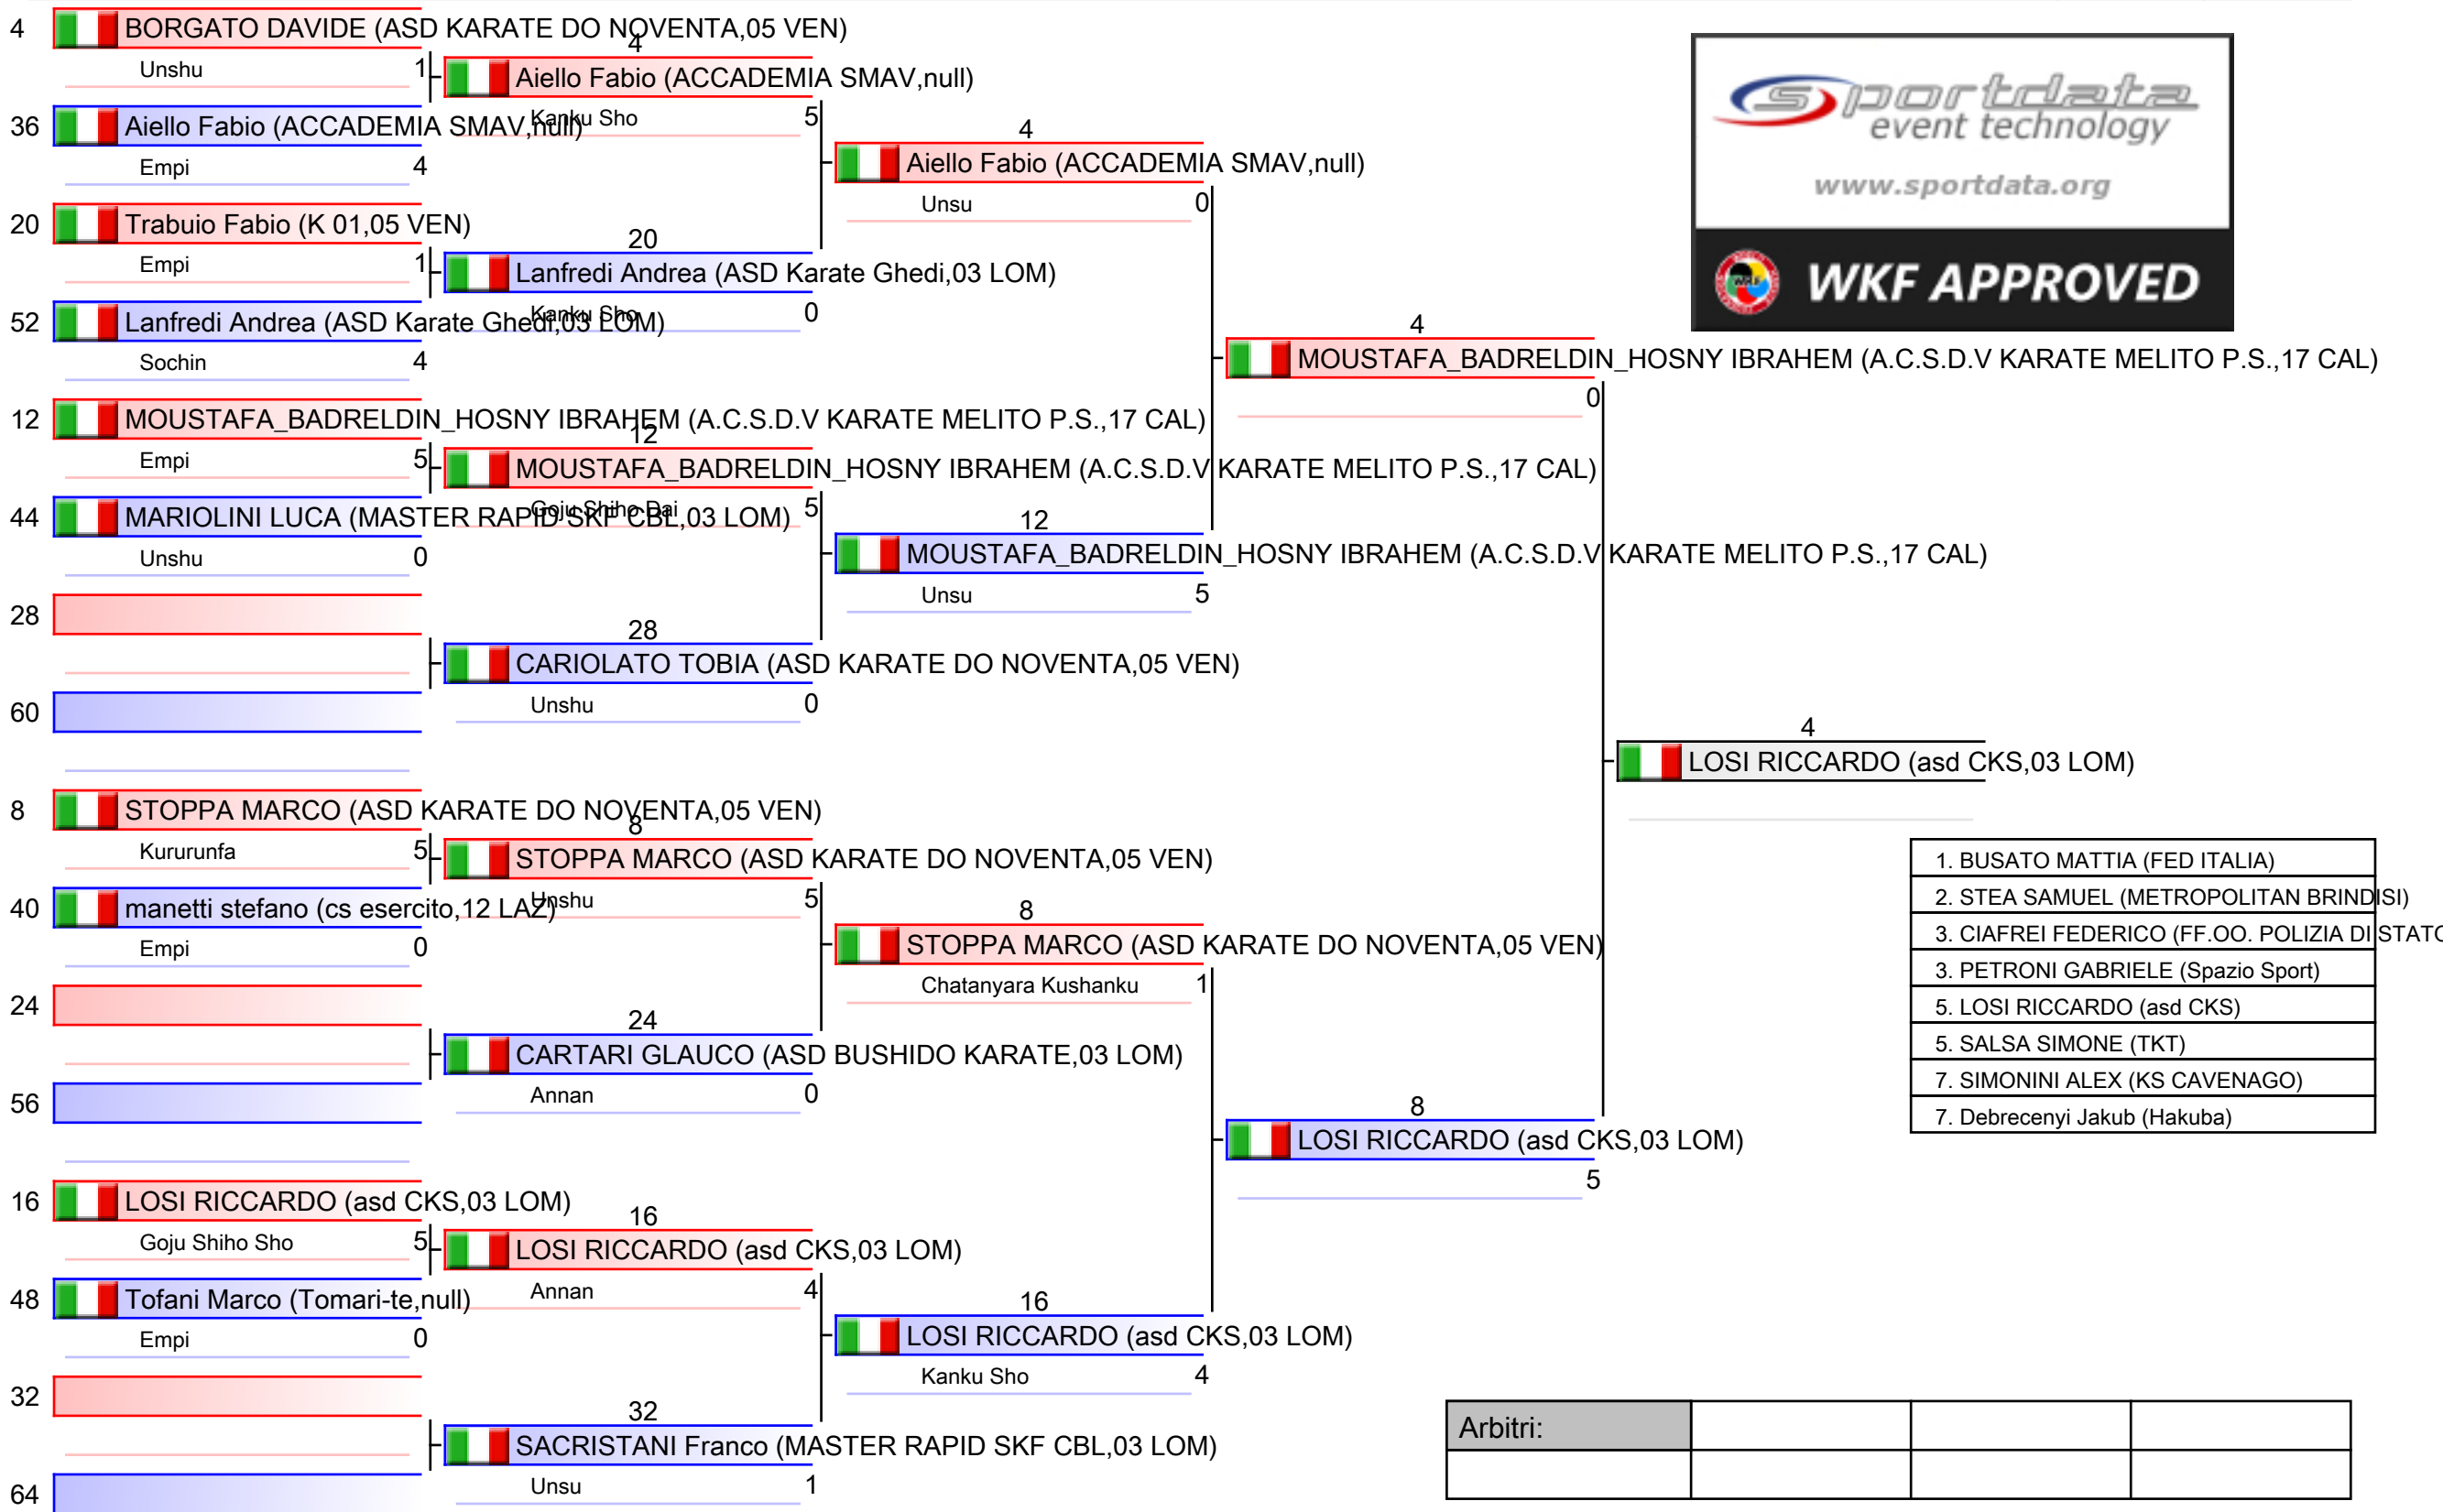 4 BORGATO DAVIDE (ASD KARATE DO NOVENTA,05 VEN)
Unshu 1
36 Aiello Fabio (ACCADEMIA SMAV,null)
Empi 4
20 Trabuio Fabio (K 01,05 VEN)
Empi 1
52 Lanfredi Andrea (ASD Karate Ghedi,03 LOM)
Sochin 4
12 MOUSTAFA_BADRELDIN_HOSNY IBRAHEM (A.C.S.D.V KARATE MELITO P.S.,17 CAL)
Empi 5
44 MARIOLINI LUCA (MASTER RAPID SKF CBL,03 LOM)
Unshu 0
28
60
8 STOPPA MARCO (ASD KARATE DO NOVENTA,05 VEN)
Kururunfa 5
40 manetti stefano (cs esercito,12 LAZ)
Empi 0
24
56
16 LOSI RICCARDO (asd CKS,03 LOM)
Goju Shiho Sho 5
48 Tofani Marco (Tomari-te,null)
Empi 0
32
64
4
Aiello Fabio (ACCADEMIA SMAV,null)
Kanku Sho 5
20
Lanfredi Andrea (ASD Karate Ghedi,03 LOM)
Kanku Sho 0
12
MOUSTAFA_BADRELDIN_HOSNY IBRAHEM (A.C.S.D.V KARATE MELITO P.S.,17 CAL)
Goju Shiho Dai 5
28
CARIOLATO TOBIA (ASD KARATE DO NOVENTA,05 VEN)
Unshu 0
8
STOPPA MARCO (ASD KARATE DO NOVENTA,05 VEN)
Unshu 5
24
CARTARI GLAUCO (ASD BUSHIDO KARATE,03 LOM)
Annan 0
16
LOSI RICCARDO (asd CKS,03 LOM)
Annan 4
32
SACRISTANI Franco (MASTER RAPID SKF CBL,03 LOM)
Unsu 1
4
Aiello Fabio (ACCADEMIA SMAV,null)
Unsu 0
12
MOUSTAFA_BADRELDIN_HOSNY IBRAHEM (A.C.S.D.V KARATE MELITO P.S.,17 CAL)
Unsu 5
8
STOPPA MARCO (ASD KARATE DO NOVENTA,05 VEN)
Chatanyara Kushanku 1
16
LOSI RICCARDO (asd CKS,03 LOM)
Kanku Sho 4
4
MOUSTAFA_BADRELDIN_HOSNY IBRAHEM (A.C.S.D.V KARATE MELITO P.S.,17 CAL)
0
8
LOSI RICCARDO (asd CKS,03 LOM)
5
4
LOSI RICCARDO (asd CKS,03 LOM)
sportdata
event technology
www.sportdata.org
WKF APPROVED
1. BUSATO MATTIA (FED ITALIA)
2. STEA SAMUEL (METROPOLITAN BRINDISI)
3. CIAFREI FEDERICO (FF.OO. POLIZIA DI STATO
3. PETRONI GABRIELE (Spazio Sport)
5. LOSI RICCARDO (asd CKS)
5. SALSA SIMONE (TKT)
7. SIMONINI ALEX (KS CAVENAGO)
7. Debrecenyi Jakub (Hakuba)
Arbitri: